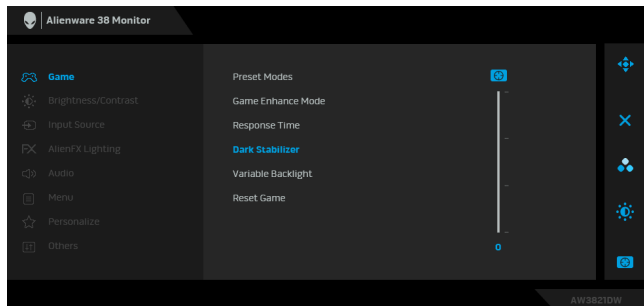 Alienware 38 Monitor
Game
Brightness/Contrast
Input Source
AlienFX Lighting
Audio
Menu
Personalize
Others
Preset Modes
Game Enhance Mode
Response Time
Dark Stabilizer
Variable Backlight
Reset Game
0
AW3821DW